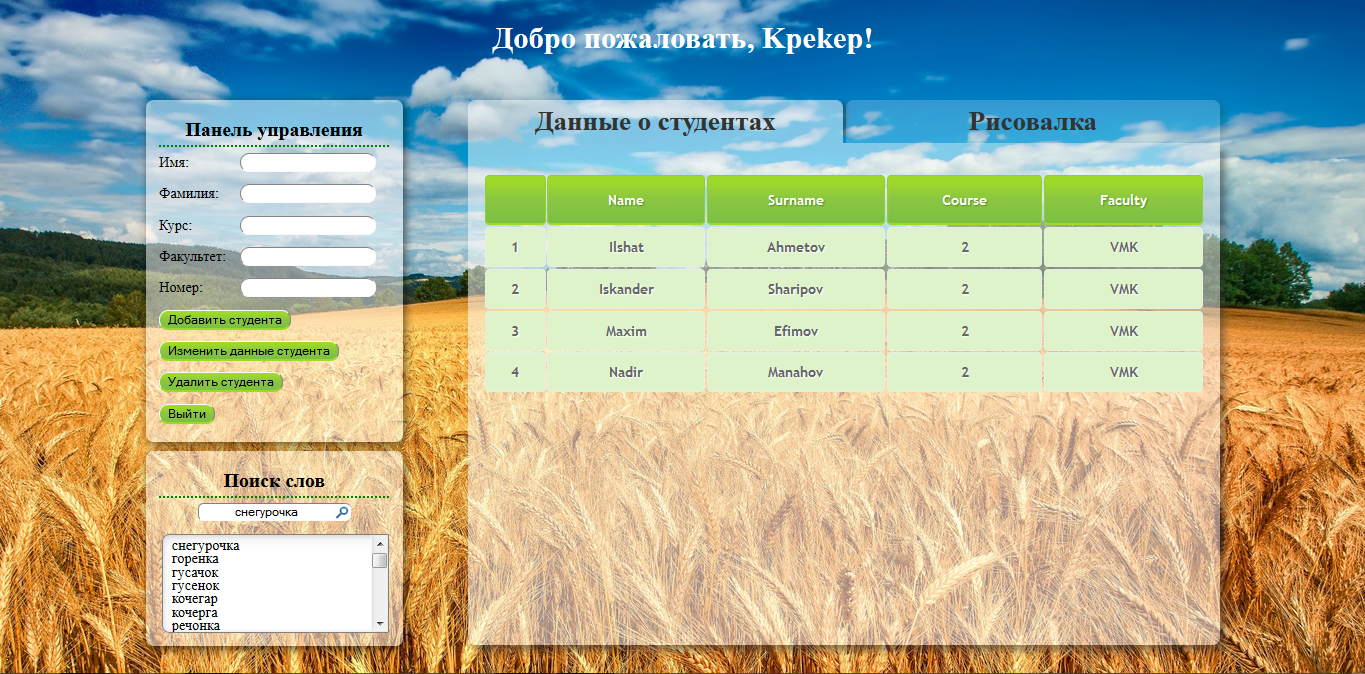 Добро пожаловать, Kpekep!
Панель управления
Имя:
Фамилия:
Курс:
Факультет:
Номер:
Добавить студента
Изменить данные студента
Удалить студента
Выйти
Поиск слов
снегурочка
снегурочка
горенка
гусачок
гусенок
кочегар
кочерга
речонка
Данные о студентах Рисовалка
Name Surname Course Faculty
1 Ilshat Ahmetov 2 VMK
2 Iskander Sharipov 2 VMK
3 Maxim Efimov 2 VMK
4 Nadir Manahov 2 VMK